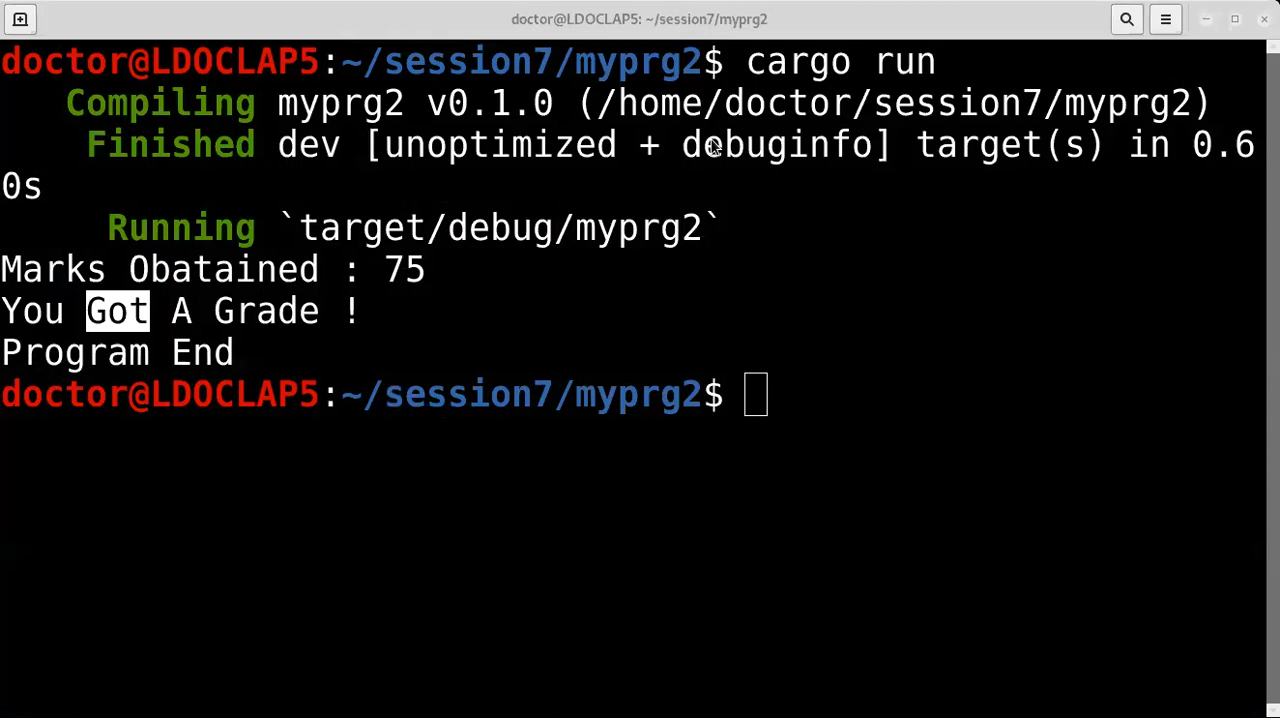 doctor@LDOCLAP5: ~/session7/myprg2
doctor@LDOCLAP5:~/session7/myprg2$ cargo run
Compiling myprg2 v0.1.0 (/home/doctor/session7/myprg2)
Finished dev [unoptimized + debuginfo] target(s) in 0.6
0s
Running `target/debug/myprg2`
Marks Obatained : 75
You Got A Grade !
Program End
doctor@LDOCLAP5:~/session7/myprg2$